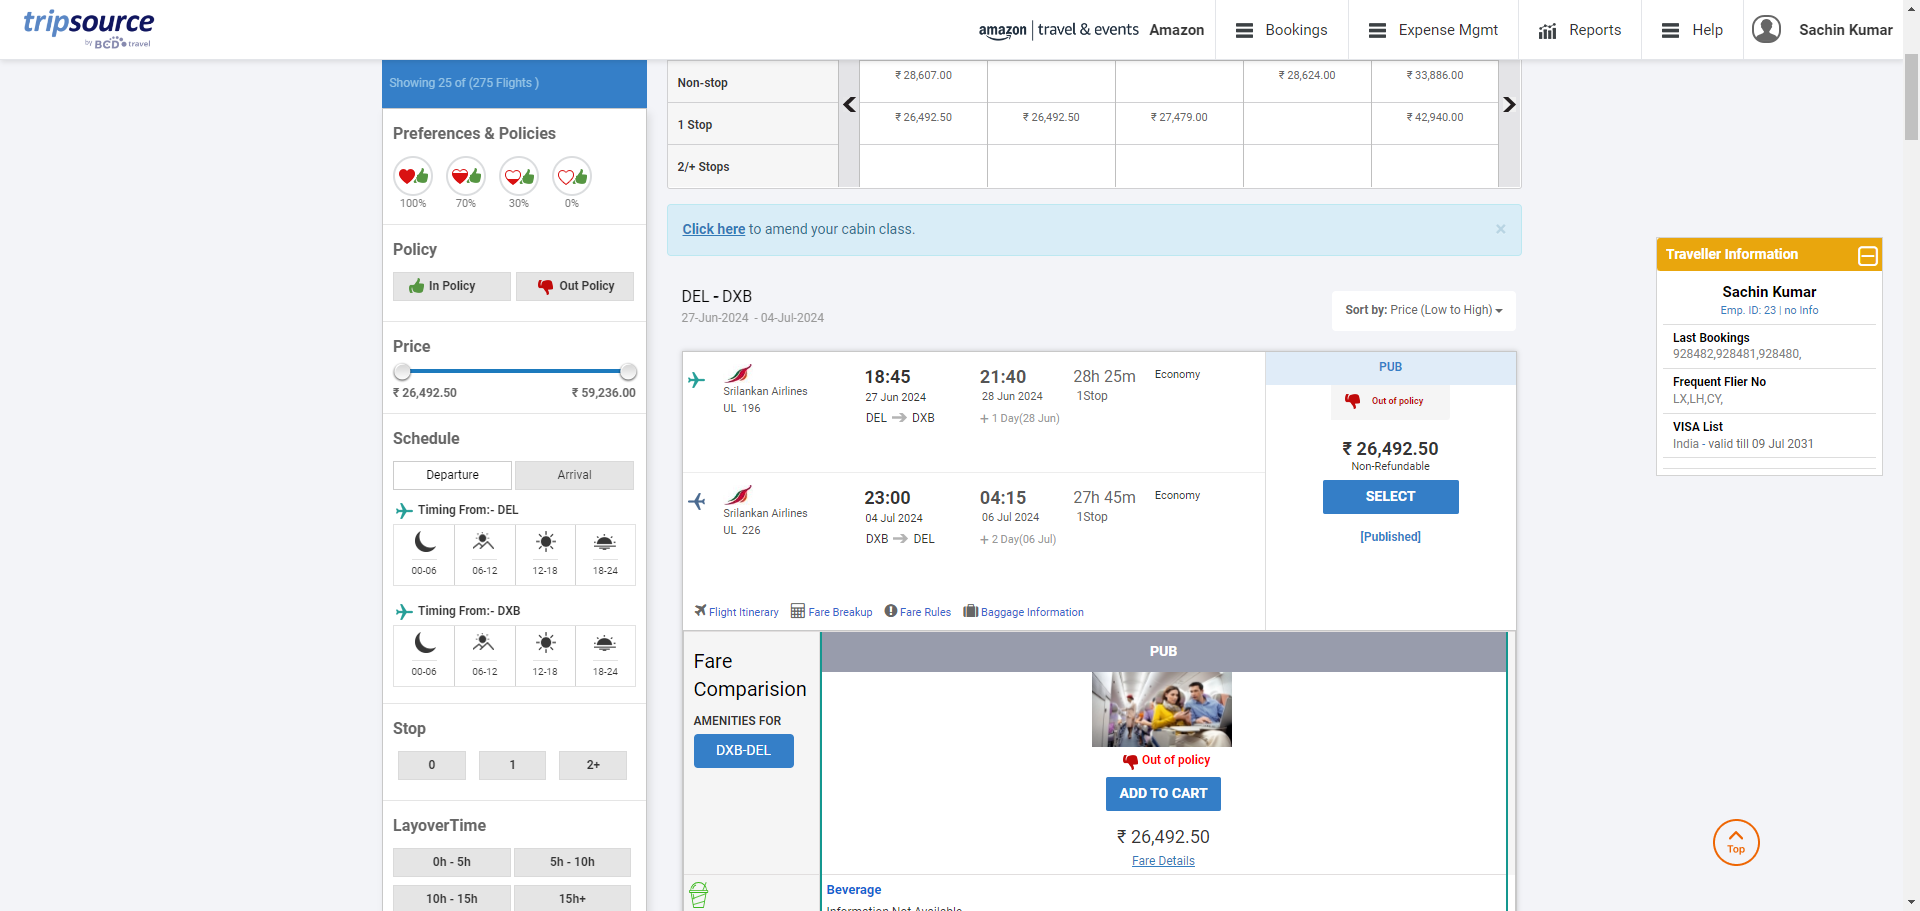 tripsource
by BCD travel
amazon | travel & events Amazon
Bookings
Expense Mgmt
Reports
Help
Sachin Kumar
Showing 25 of (275 Flights )
Preferences & Policies
100% 70% 30% 0%
Policy
In Policy Out Policy
Price
₹ 26,492.50 ₹ 59,236.00
Schedule
Departure Arrival
Timing From:- DEL
00-06 06-12 12-18 18-24
Timing From:- DXB
00-06 06-12 12-18 18-24
Stop
0 1 2+
LayoverTime
0h - 5h 5h - 10h
10h - 15h 15h+
Non-stop ₹ 28,607.00 ₹ 28,624.00 ₹ 33,886.00
1 Stop ₹ 26,492.50 ₹ 26,492.50 ₹ 27,479.00 ₹ 42,940.00
2/+ Stops
Click here to amend your cabin class. ×
DEL - DXB
27-Jun-2024 - 04-Jul-2024
Sort by: Price (Low to High)
Srilankan Airlines
UL 196
18:45
27 Jun 2024
DEL DXB
21:40
28 Jun 2024
+ 1 Day(28 Jun)
28h 25m
1Stop
Economy
Srilankan Airlines
UL 226
23:00
04 Jul 2024
DXB DEL
04:15
06 Jul 2024
+ 2 Day(06 Jul)
27h 45m
1Stop
Economy
PUB
Out of policy
₹ 26,492.50
Non-Refundable
SELECT
[Published]
Flight Itinerary Fare Breakup Fare Rules Baggage Information
Fare
Comparision
AMENITIES FOR
DXB-DEL
PUB
Out of policy
ADD TO CART
₹ 26,492.50
Fare Details
Beverage
Information Not Available
Traveller Information
Sachin Kumar
Emp. ID: 23 | no Info
Last Bookings
928482,928481,928480,
Frequent Flier No
LX,LH,CY,
VISA List
India - valid till 09 Jul 2031
Top